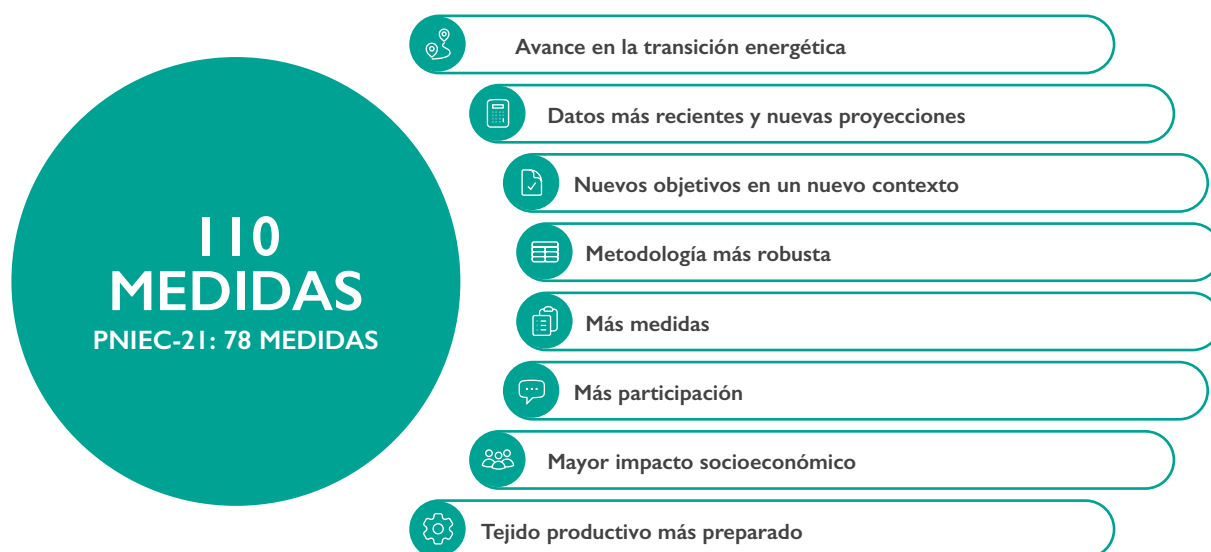 110
MEDIDAS
PNIEC-21: 78 MEDIDAS
Avance en la transición energética
Datos más recientes y nuevas proyecciones
Nuevos objetivos en un nuevo contexto
Metodología más robusta
Más medidas
Más participación
Mayor impacto socioeconómico
Tejido productivo más preparado